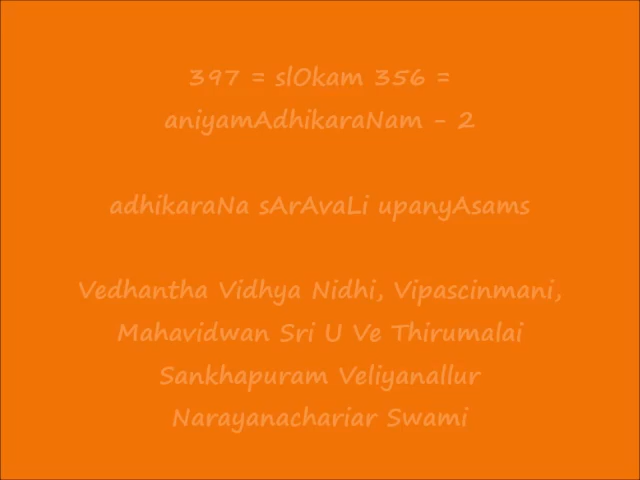 397 = slOkam 356 =
aniyamAdhikaraNam - 2
adhikaraNa sArAvaLi upanyAsams
Vedhantha Vidhya Nidhi, Vipascinmani,
Mahavidwan Sri U Ve Thirumalai
Sankhapuram Veliyanallur
Narayanachariar Swami